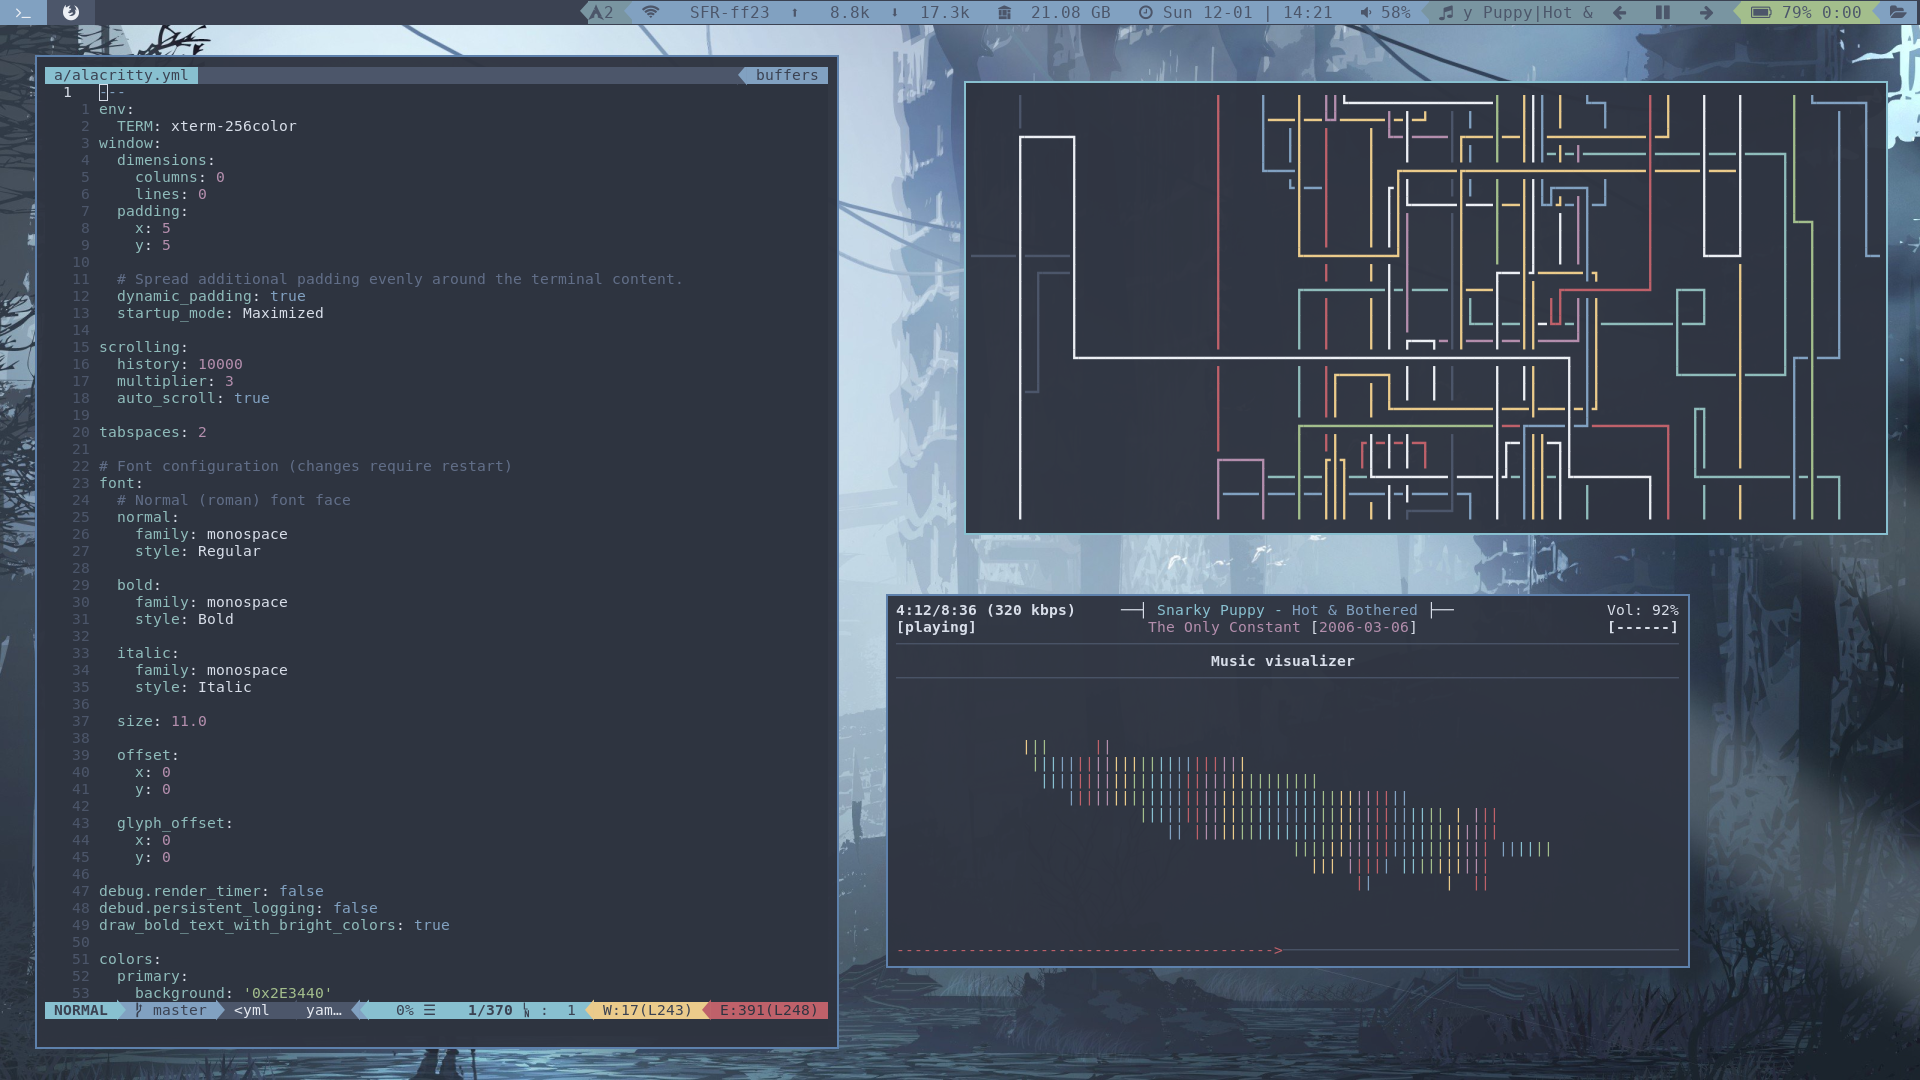 2 SFR-ff23 8.8k 17.3k 21.08 GB Sun 12-01 | 14:21 58% y Puppy|Hot & 79% 0:00
a/alacritty.yml buffers
1 ---
1 env:
2 TERM: xterm-256color
3 window:
4 dimensions:
5 columns: 0
6 lines: 0
7 padding:
8 x: 5
9 y: 5
10
11 # Spread additional padding evenly around the terminal content.
12 dynamic_padding: true
13 startup_mode: Maximized
14
15 scrolling:
16 history: 10000
17 multiplier: 3
18 auto_scroll: true
19
20 tabspaces: 2
21
22 # Font configuration (changes require restart)
23 font:
24 # Normal (roman) font face
25 normal:
26 family: monospace
27 style: Regular
28
29 bold:
30 family: monospace
31 style: Bold
32
33 italic:
34 family: monospace
35 style: Italic
36
37 size: 11.0
38
39 offset:
40 x: 0
41 y: 0
42
43 glyph_offset:
44 x: 0
45 y: 0
46
47 debug.render_timer: false
48 debud.persistent_logging: false
49 draw_bold_text_with_bright_colors: true
50
51 colors:
52 primary:
53 background: '0x2E3440'
NORMAL master <yml yam… 0% ☰ 1/370 : 1 W:17(L243) E:391(L248)
4:12/8:36 (320 kbps) ──┤ Snarky Puppy - Hot & Bothered ├── Vol: 92%
[playing] The Only Constant [2006-03-06] [------]
Music visualizer